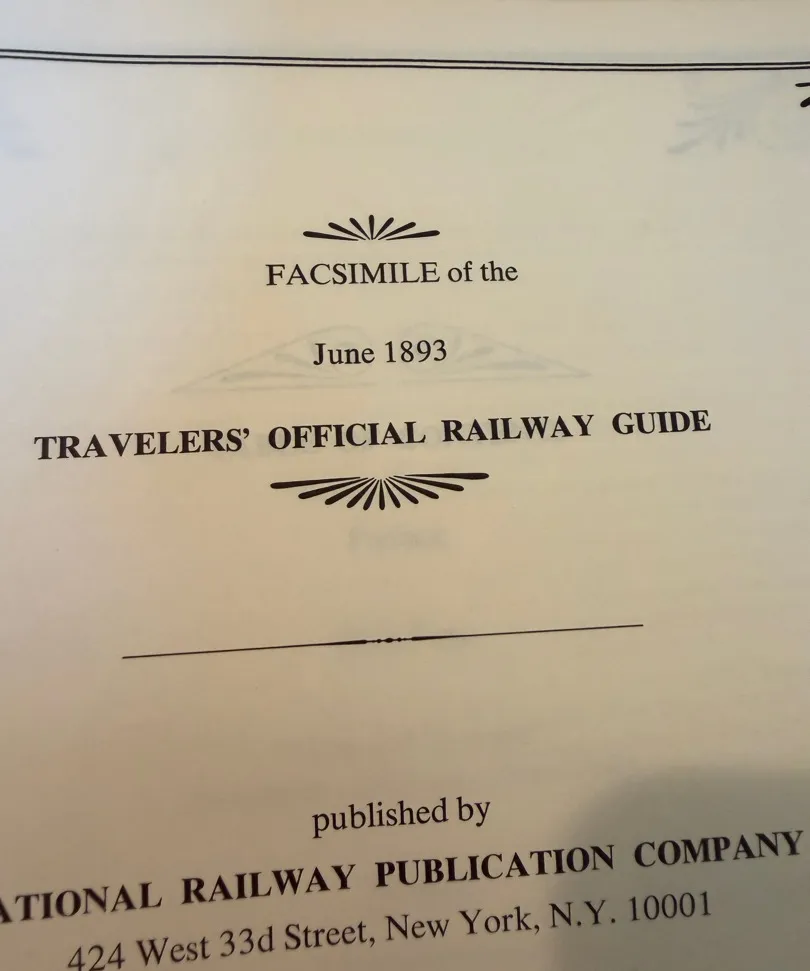 FACSIMILE of the
June 1893
TRAVELERS’ OFFICIAL RAILWAY GUIDE
published by
ATIONAL RAILWAY PUBLICATION COMPANY
424 West 33d Street, New York, N.Y. 10001